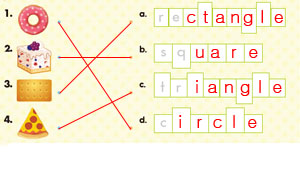 1. a. rectangle
2. b. square
3. c. triangle
4. d. circle